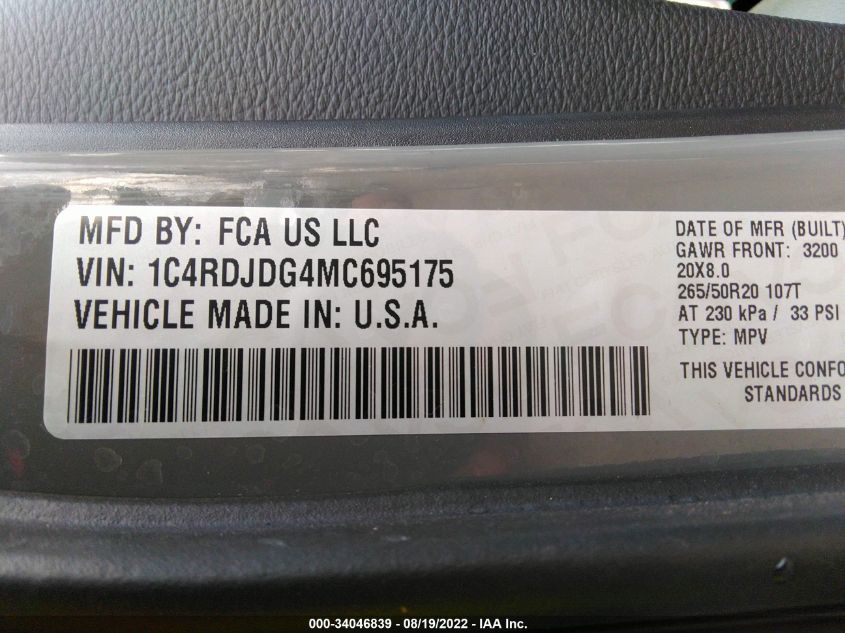 MFD BY: FCA US LLC
VIN: 1C4RDJDG4MC695175
VEHICLE MADE IN: U.S.A.
DATE OF MFR (BUILT)
GAWR FRONT: 3200
20X8.0
265/50R20 107T
AT 230 kPa / 33 PSI
TYPE: MPV
THIS VEHICLE CONFO
STANDARDS
000-34046839 - 08/19/2022 - IAA Inc.